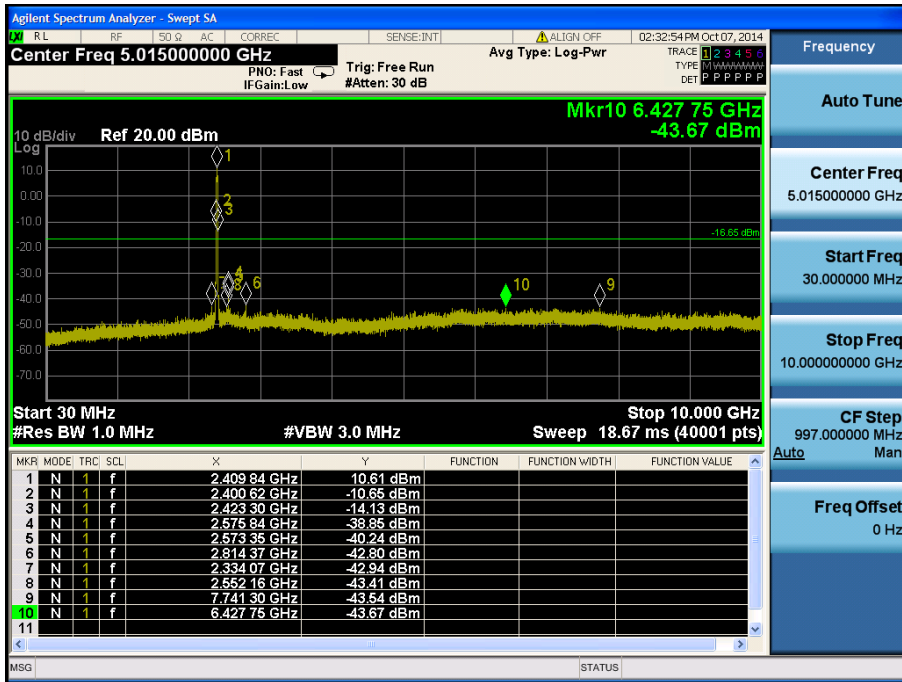 Agilent Spectrum Analyzer - Swept SA
LXI RL RF 50 Ω AC CORREC SENSE:INT ALIGN OFF 02:32:54 PM Oct 07, 2014
Center Freq 5.015000000 GHz
PNO: Fast
IFGain:Low
Trig: Free Run
#Atten: 30 dB
Avg Type: Log-Pwr
TRACE 1 2 3 4 5 6
TYPE M WWWWW
DET P P P P P P
Mkr10 6.427 75 GHz
-43.67 dBm
10 dB/div Ref 20.00 dBm
Log
10.0
0.00
-10.0
-20.0
-30.0
-40.0
-50.0
-60.0
-70.0
1
2
3
4
6
7
8
10
9
-16.65 dBm
Start 30 MHz Stop 10.000 GHz
#Res BW 1.0 MHz #VBW 3.0 MHz Sweep 18.67 ms (40001 pts)
MKR MODE TRC SCL X Y FUNCTION FUNCTION WIDTH FUNCTION VALUE
1 N 1 f 2.409 84 GHz 10.61 dBm
2 N 1 f 2.400 62 GHz -10.65 dBm
3 N 1 f 2.423 30 GHz -14.13 dBm
4 N 1 f 2.575 84 GHz -38.85 dBm
5 N 1 f 2.573 35 GHz -40.24 dBm
6 N 1 f 2.814 37 GHz -42.80 dBm
7 N 1 f 2.334 07 GHz -42.94 dBm
8 N 1 f 2.552 16 GHz -43.41 dBm
9 N 1 f 7.741 30 GHz -43.54 dBm
10 N 1 f 6.427 75 GHz -43.67 dBm
11
MSG STATUS
Frequency
Auto Tune
Center Freq
5.015000000 GHz
Start Freq
30.000000 MHz
Stop Freq
10.000000000 GHz
CF Step
997.000000 MHz
Auto Man
Freq Offset
0 Hz